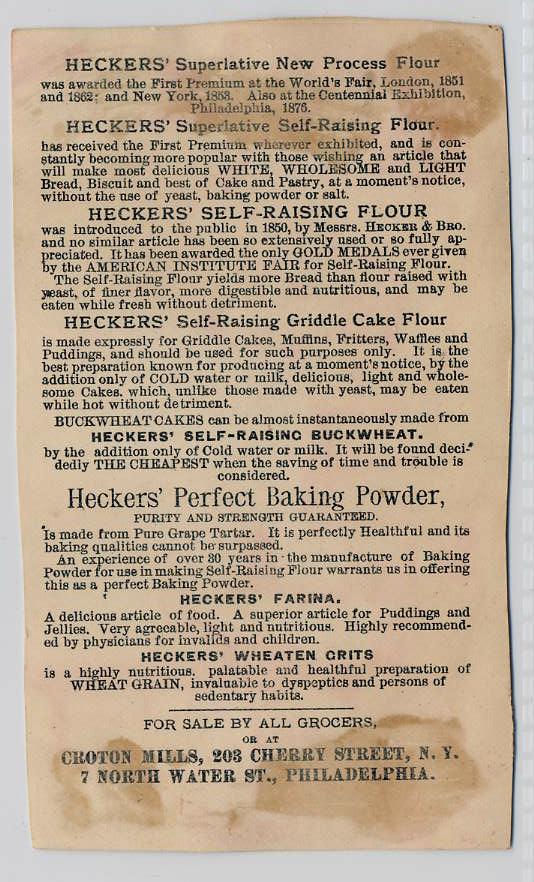 HECKERS' Superlative New Process Flour
was awarded the First Premium at the World's Fair, London, 1851
and 1862; and New York, 1853. Also at the Centennial Exhibition,
Philadelphia, 1876.
HECKERS' Superlative Self-Raising Flour.
has received the First Premium wherever exhibited, and is con-
stantly becoming more popular with those wishing an article that
will make most delicious WHITE, WHOLESOME and LIGHT
Bread, Biscuit and best of Cake and Pastry, at a moment's notice,
without the use of yeast, baking powder or salt.
HECKERS' SELF-RAISING FLOUR
was introduced to the public in 1850, by Messrs. HECKER & BRO.
and no similar article has been so extensively used or so fully ap-
preciated. It has been awarded the only GOLD MEDALS ever given
by the AMERICAN INSTITUTE FAIR for Self-Raising Flour.
The Self-Raising Flour yields more Bread than flour raised with
yeast, of finer flavor, more digestible and nutritious, and may be
eaten while fresh without detriment.
HECKERS' Self-Raising Griddle Cake Flour
is made expressly for Griddle Cakes, Muffins, Fritters, Waffles and
Puddings, and should be used for such purposes only. It is the
best preparation known for producing at a moment's notice, by the
addition only of COLD water or milk, delicious, light and whole-
some Cakes. which, unlike those made with yeast, may be eaten
while hot without detriment.
BUCKWHEAT CAKES can be almost instantaneously made from
HECKERS' SELF-RAISING BUCKWHEAT.
by the addition only of Cold water or milk. It will be found deci-
dedly THE CHEAPEST when the saving of time and trouble is
considered.
Heckers' Perfect Baking Powder,
PURITY AND STRENGTH GUARANTEED.
Is made from Pure Grape Tartar. It is perfectly Healthful and its
baking qualities cannot be surpassed.
An experience of over 30 years in the manufacture of Baking
Powder for use in making Self-Raising Flour warrants us in offering
this as a perfect Baking Powder.
HECKERS' FARINA.
A delicious article of food. A superior article for Puddings and
Jellies. Very agreeable, light and nutritious. Highly recommend-
ed by physicians for invalids and children.
HECKERS' WHEATEN GRITS
is a highly nutritious. palatable and healthful preparation of
WHEAT GRAIN, invaluable to dyspeptics and persons of
sedentary habits.
FOR SALE BY ALL GROCERS,
OR AT
CROTON MILLS, 203 CHERRY STREET, N. Y.
7 NORTH WATER ST., PHILADELPHIA.